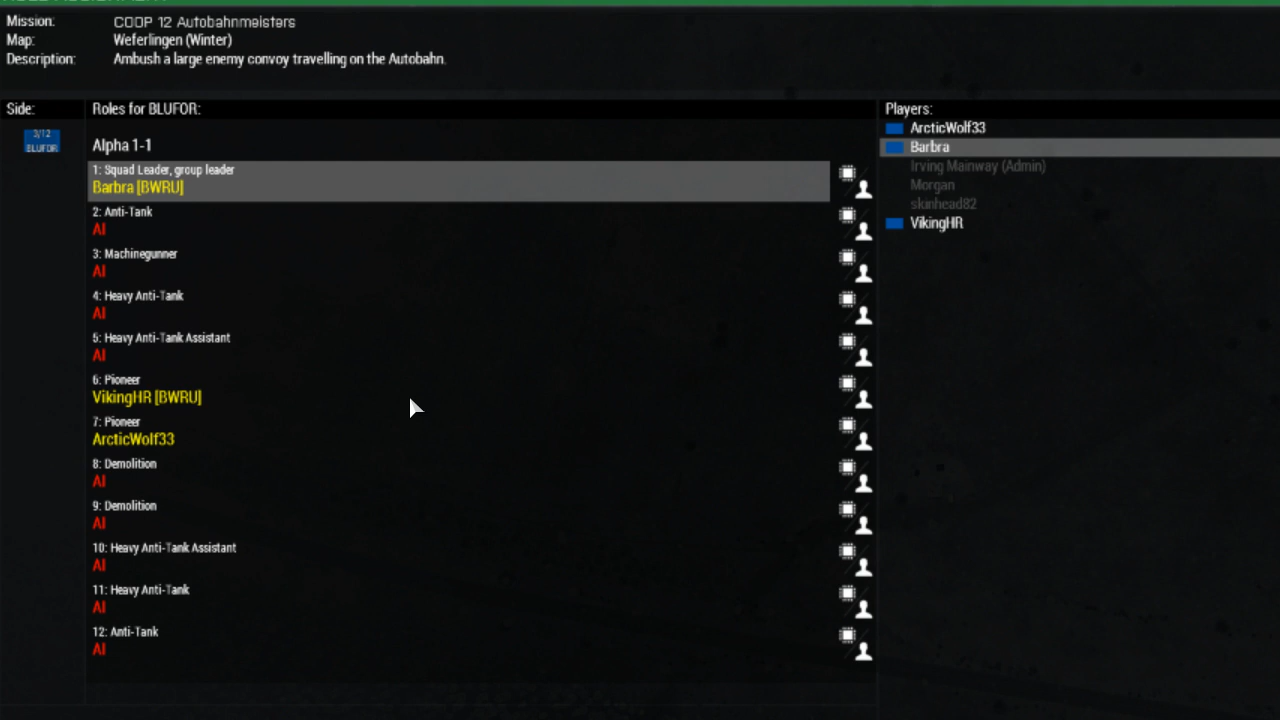 Mission: COOP 12 Autobahnmeisters
Map: Weferlingen (Winter)
Description: Ambush a large enemy convoy travelling on the Autobahn.
Side:
3/12
BLUFOR
Roles for BLUFOR:
Alpha 1-1
1: Squad Leader, group leader
Barbra [BWRU]
2: Anti-Tank
AI
3: Machinegunner
AI
4: Heavy Anti-Tank
AI
5: Heavy Anti-Tank Assistant
AI
6: Pioneer
VikingHR [BWRU]
7: Pioneer
ArcticWolf33
8: Demolition
AI
9: Demolition
AI
10: Heavy Anti-Tank Assistant
AI
11: Heavy Anti-Tank
AI
12: Anti-Tank
AI
Players:
ArcticWolf33
Barbra
Irving Mainway (Admin)
Morgan
skinhead82
VikingHR